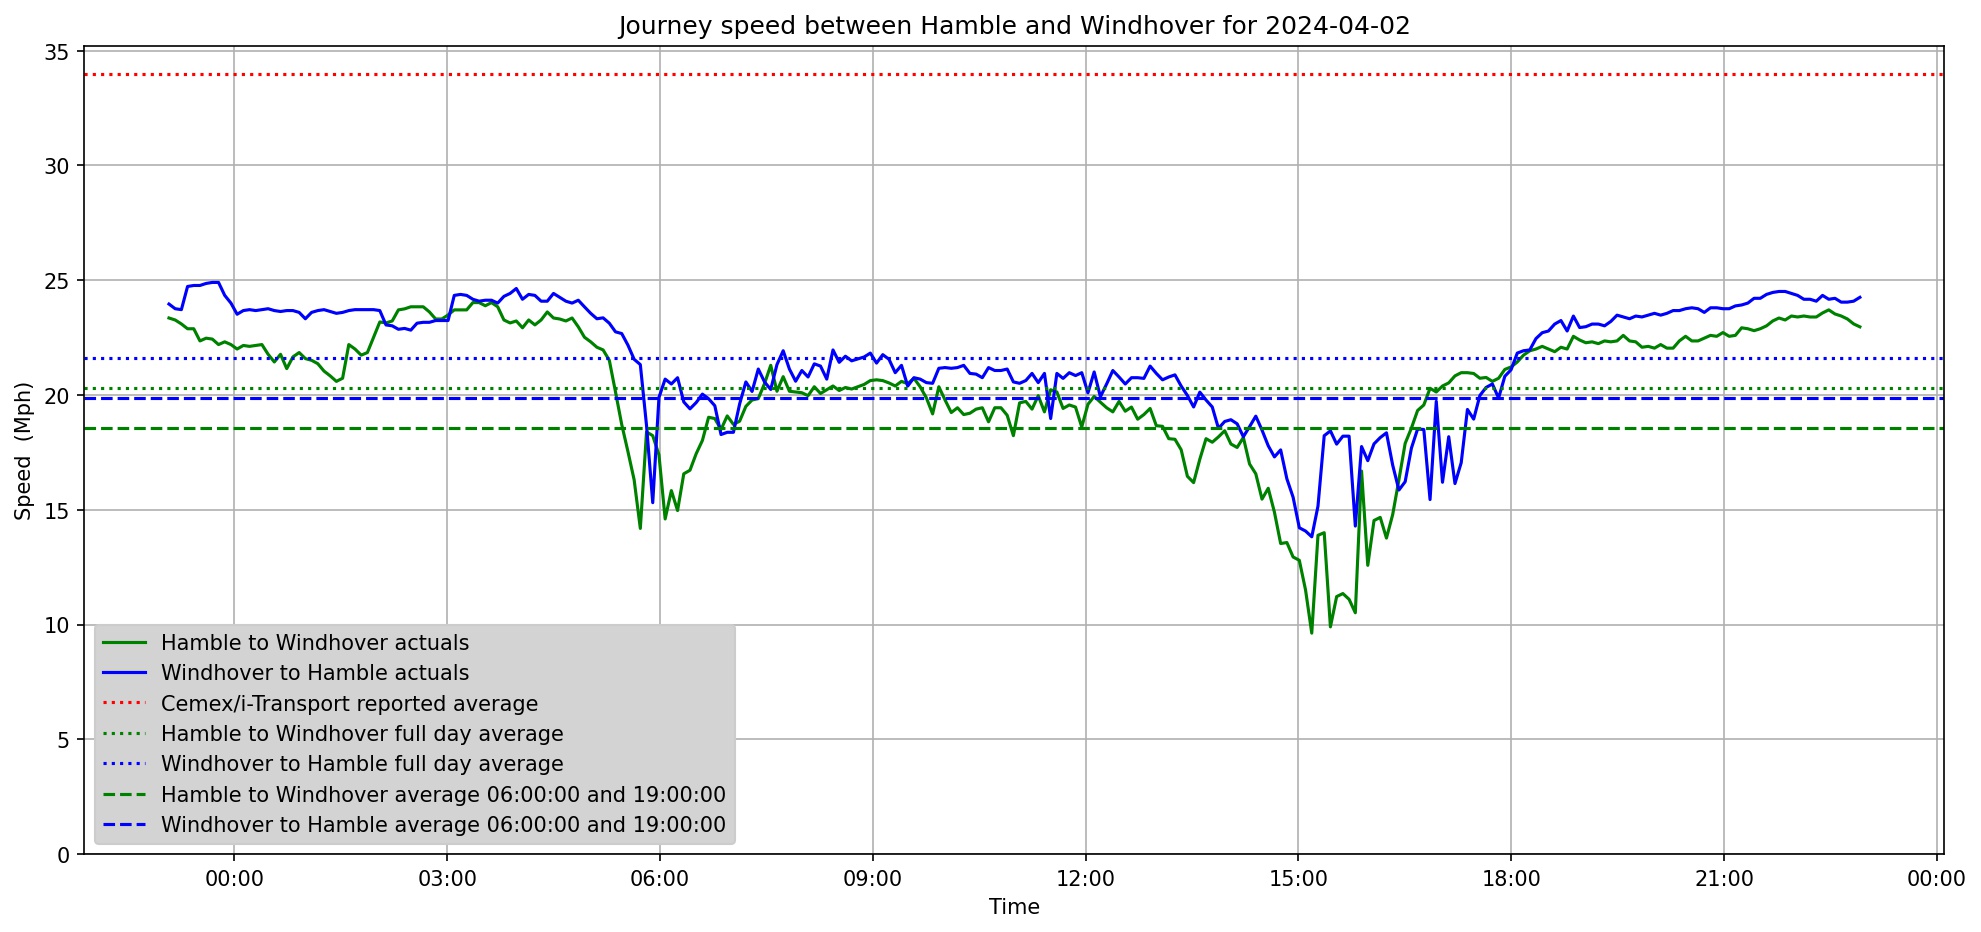 Journey speed between Hamble and Windhover for 2024-04-02
35
30
25
20
15
10
5
0
Speed (Mph)
Hamble to Windhover actuals
Windhover to Hamble actuals
Cemex/i-Transport reported average
Hamble to Windhover full day average
Windhover to Hamble full day average
Hamble to Windhover average 06:00:00 and 19:00:00
Windhover to Hamble average 06:00:00 and 19:00:00
00:00 03:00 06:00 09:00 12:00 15:00 18:00 21:00 00:00
Time